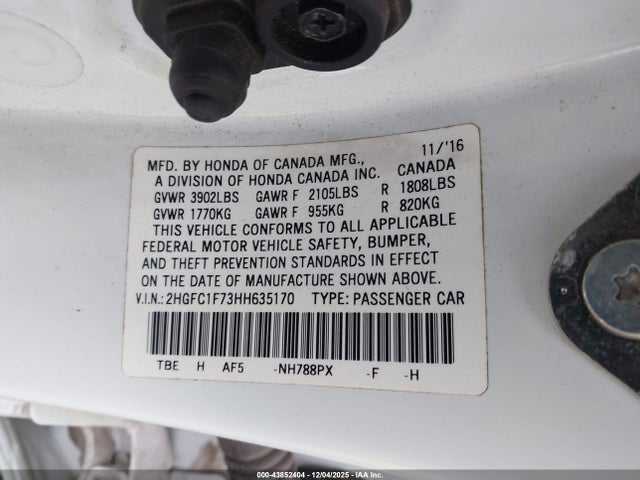 11/'16
MFD. BY HONDA OF CANADA MFG., CANADA
A DIVISION OF HONDA CANADA INC.
GVWR 3902LBS GAWR F 2105LBS R 1808LBS
GVWR 1770KG GAWR F 955KG R 820KG
THIS VEHICLE CONFORMS TO ALL APPLICABLE
FEDERAL MOTOR VEHICLE SAFETY, BUMPER,
AND THEFT PREVENTION STANDARDS IN EFFECT
ON THE DATE OF MANUFACTURE SHOWN ABOVE.
V.I.N.: 2HGFC1F73HH635170 TYPE: PASSENGER CAR
TBE H AF5 -NH788PX -F -H
000-43852404 - 12/04/2025 - IAA Inc.